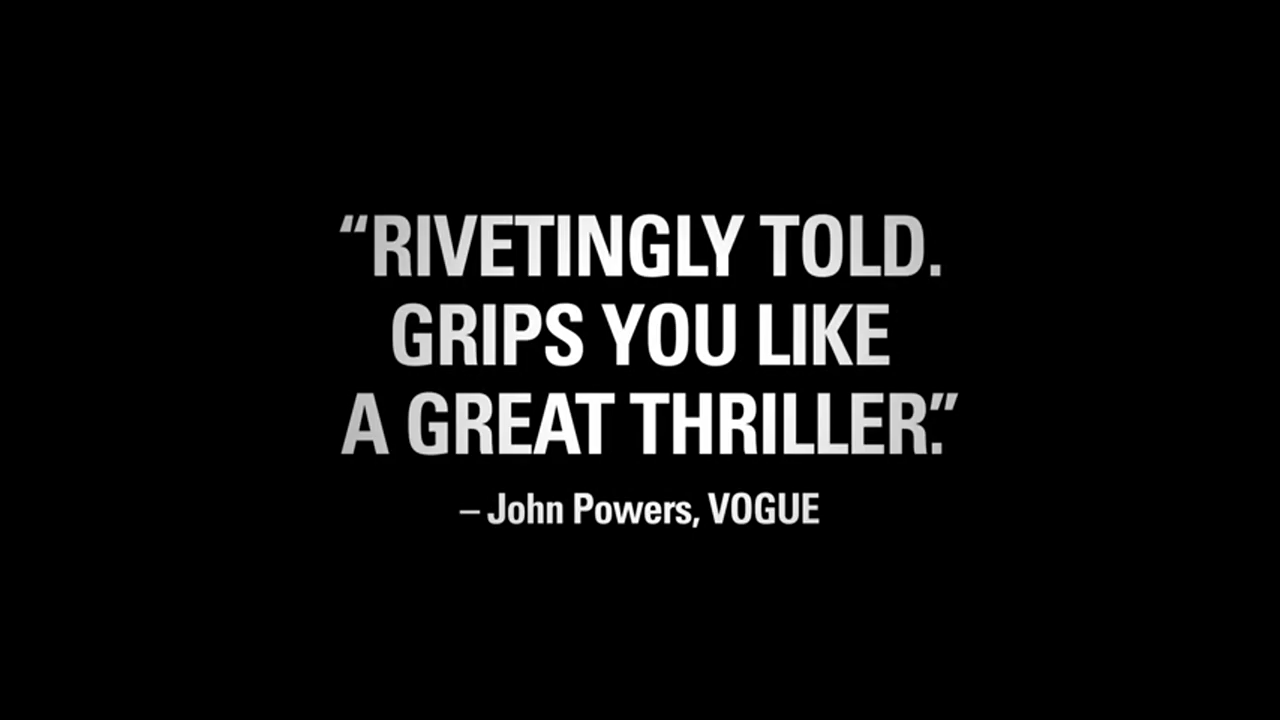 “RIVETINGLY TOLD.
GRIPS YOU LIKE
A GREAT THRILLER.”
– John Powers, VOGUE